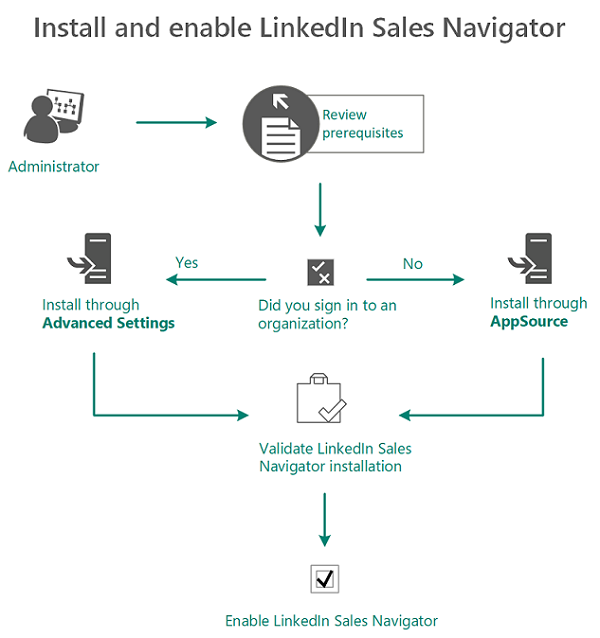 Install and enable LinkedIn Sales Navigator
Review
prerequisites
Administrator
Yes
No
Install through
Advanced Settings
Did you sign in to an
organization?
Install through
AppSource
Validate LinkedIn Sales
Navigator installation
Enable LinkedIn Sales Navigator